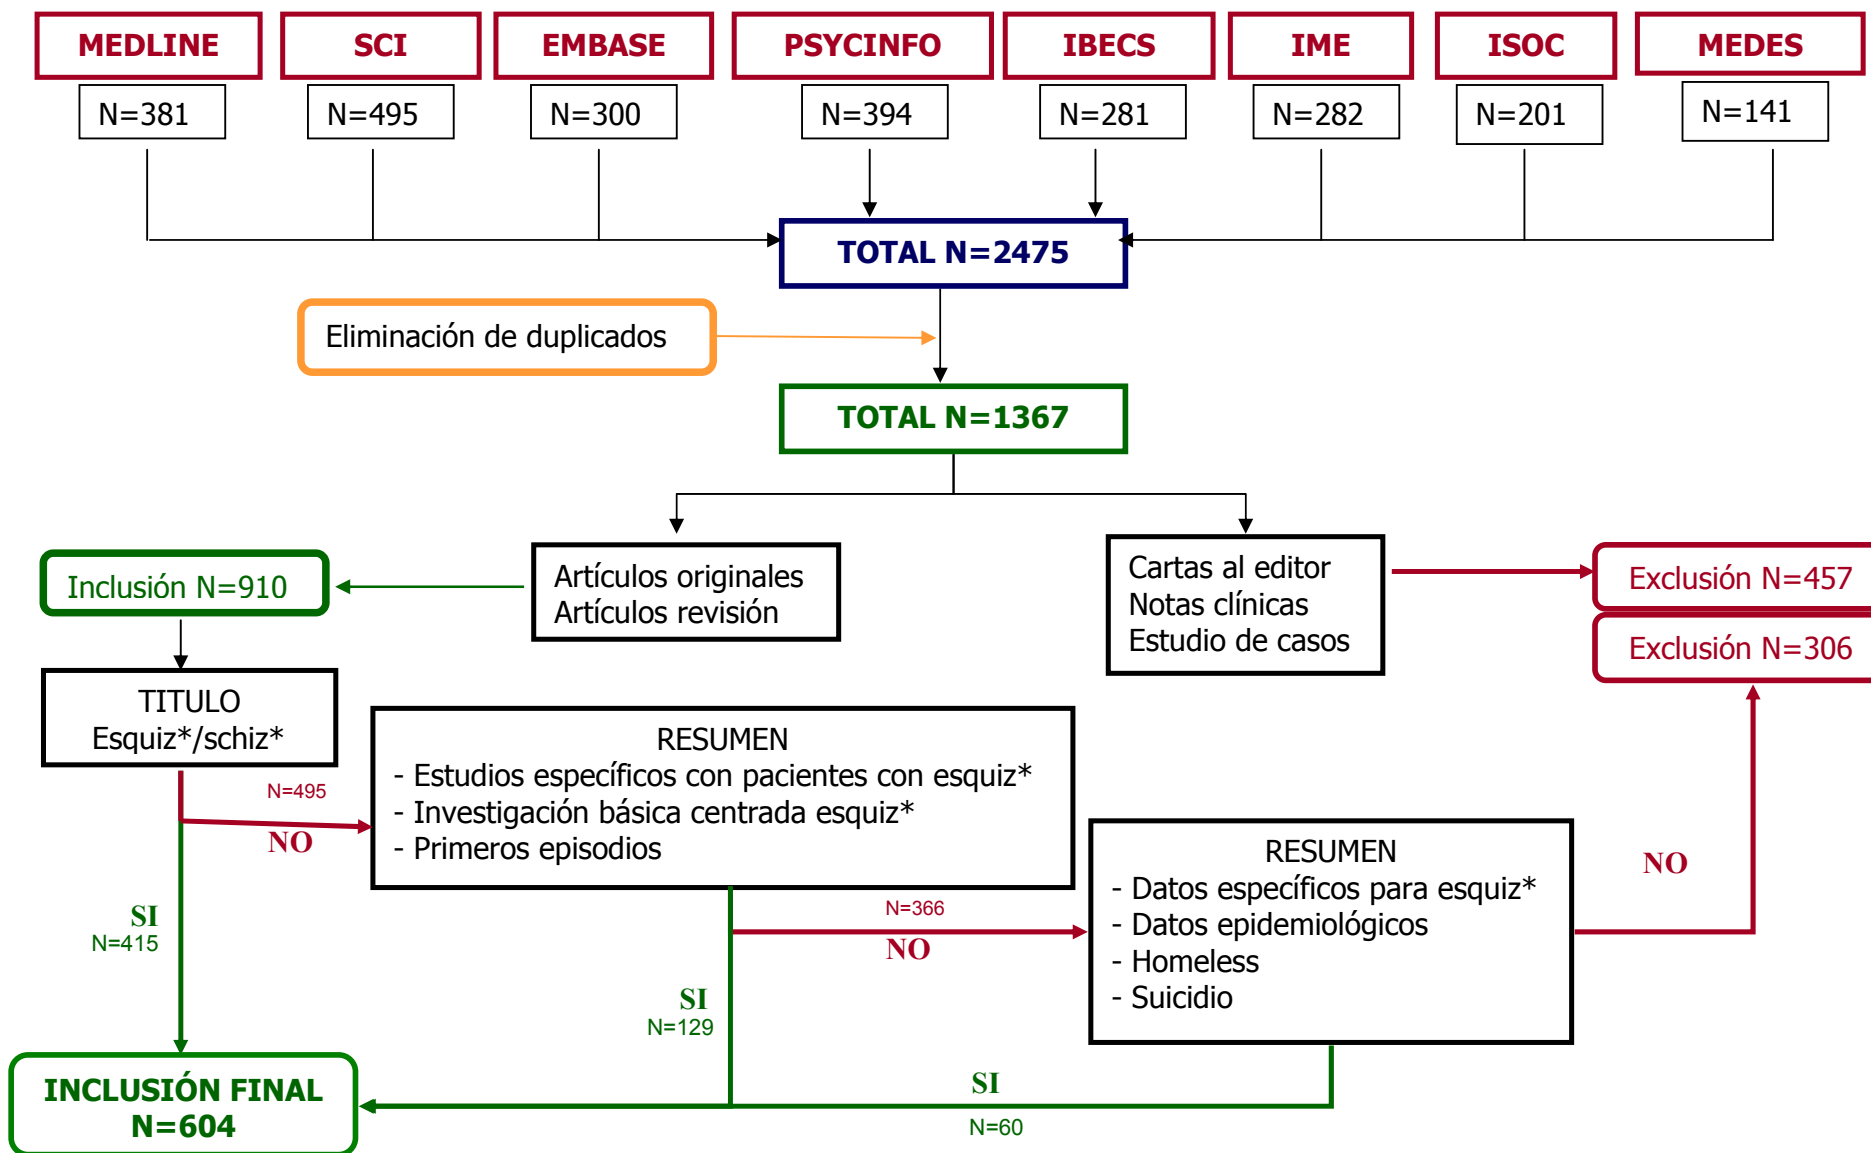 MEDLINE
SCI
EMBASE
PSYCINFO
IBECS
IME
ISOC
MEDES
N=381
N=495
N=300
N=394
N=281
N=282
N=201
N=141
TOTAL N=2475
Eliminación de duplicados
TOTAL N=1367
Artículos originales
Artículos revisión
Cartas al editor
Notas clínicas
Estudio de casos
Inclusión N=910
Exclusión N=457
Exclusión N=306
TITULO
Esquiz*/schiz*
N=495
NO
RESUMEN
- Estudios específicos con pacientes con esquiz*
- Investigación básica centrada esquiz*
- Primeros episodios
SI
N=415
N=366
NO
RESUMEN
- Datos específicos para esquiz*
- Datos epidemiológicos
- Homeless
- Suicidio
NO
SI
N=129
SI
N=60
INCLUSIÓN FINAL
N=604